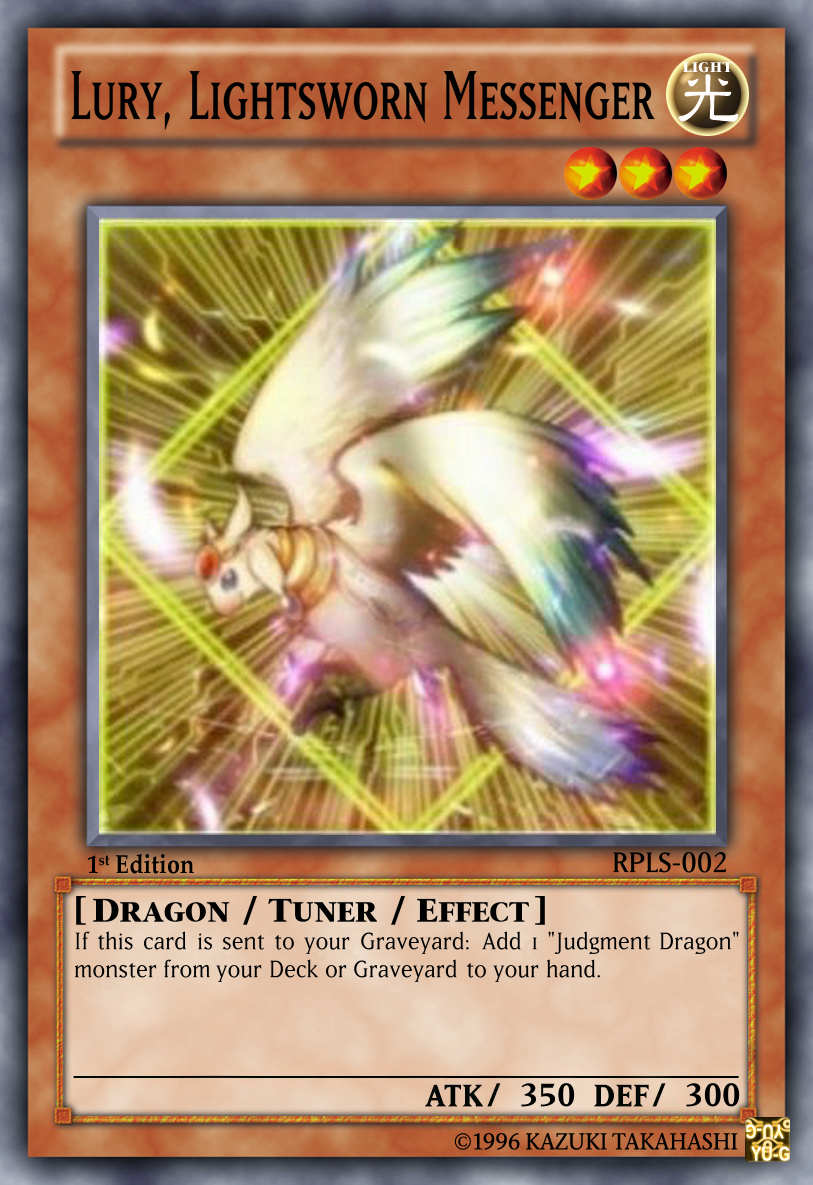 Lury, Lightsworn Messenger
LIGHT
光
1st Edition
RPLS-002
[ Dragon / Tuner / Effect ]
If this card is sent to your Graveyard: Add 1 "Judgment Dragon"
monster from your Deck or Graveyard to your hand.
ATK/ 350 DEF/ 300
©1996 KAZUKI TAKAHASHI